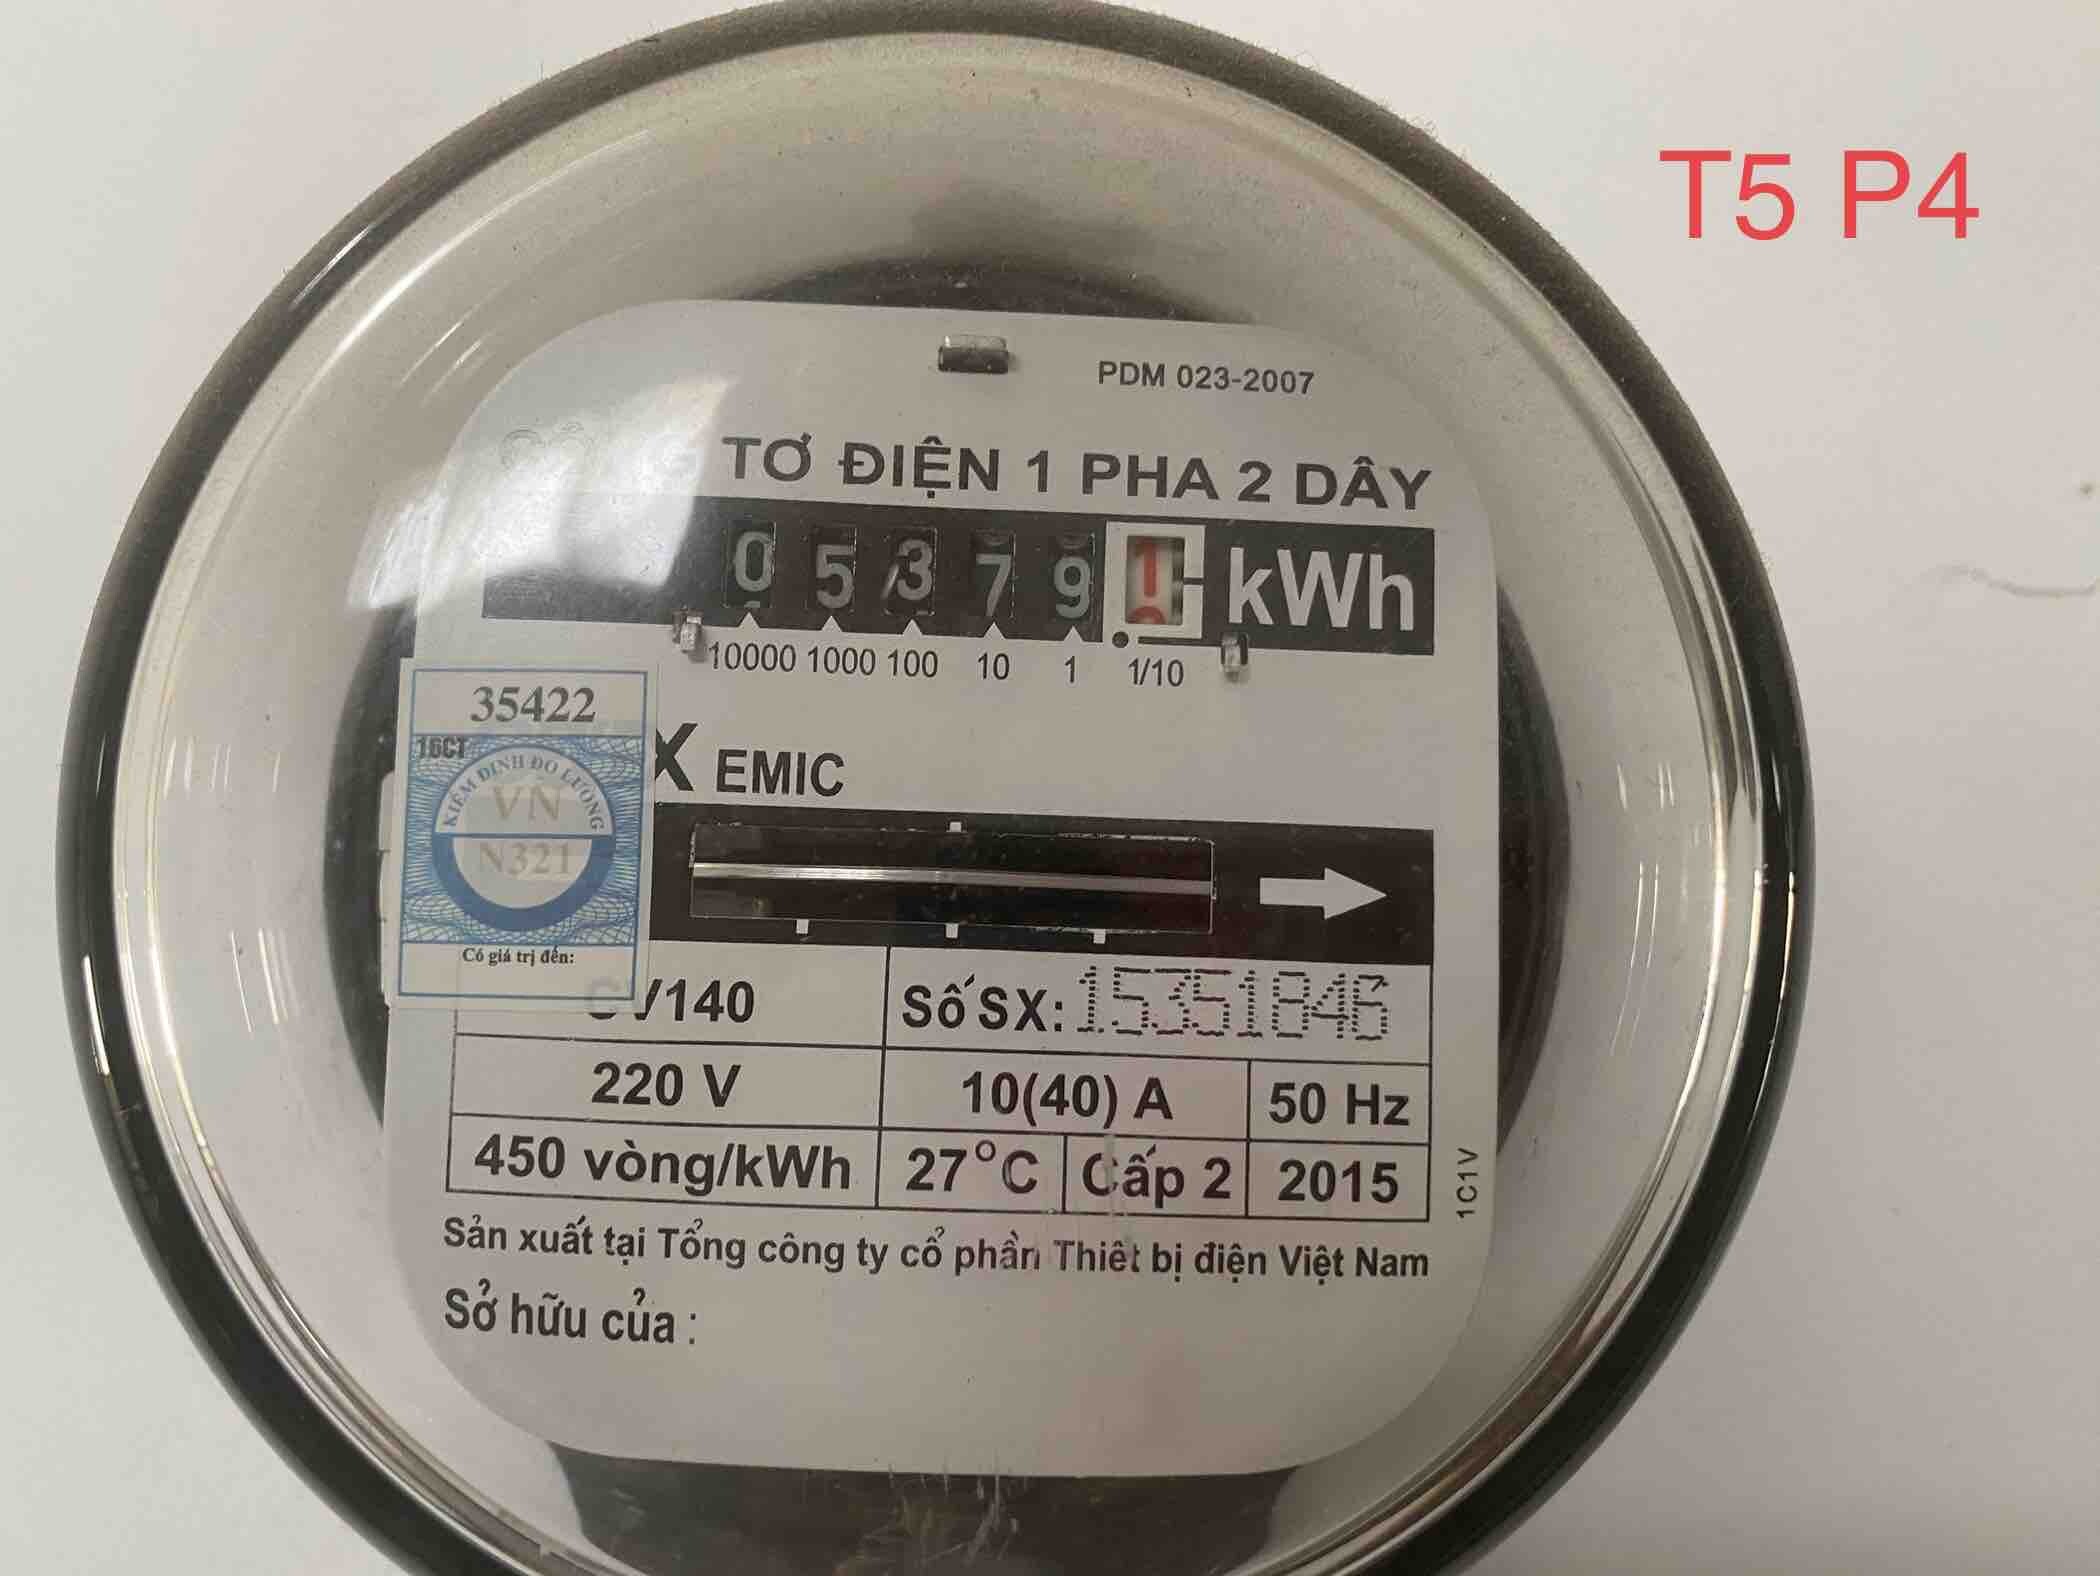 T5 P4
PDM 023-2007
CÔNG TƠ ĐIỆN 1 PHA 2 DÂY
0 5 3 7 9 1 kWh
10000 1000 100 10 1 1/10
35422
15CT
KIỂM ĐỊNH ĐO LƯỜNG
VN
N321
Có giá trị đến:
EMIC
CV140 Số SX: 15351846
220 V 10(40) A 50 Hz
450 vòng/kWh 27°C Cấp 2 2015
1C1V
Sản xuất tại Tổng công ty cổ phần Thiết bị điện Việt Nam
Sở hữu của :